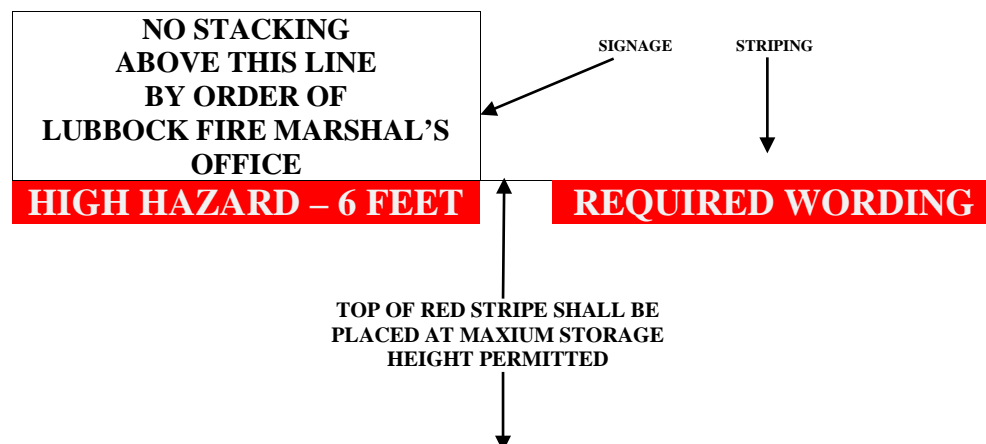 NO STACKING
ABOVE THIS LINE
BY ORDER OF
LUBBOCK FIRE MARSHAL'S
OFFICE
SIGNAGE
STRIPING
HIGH HAZARD – 6 FEET
REQUIRED WORDING
TOP OF RED STRIPE SHALL BE
PLACED AT MAXIUM STORAGE
HEIGHT PERMITTED